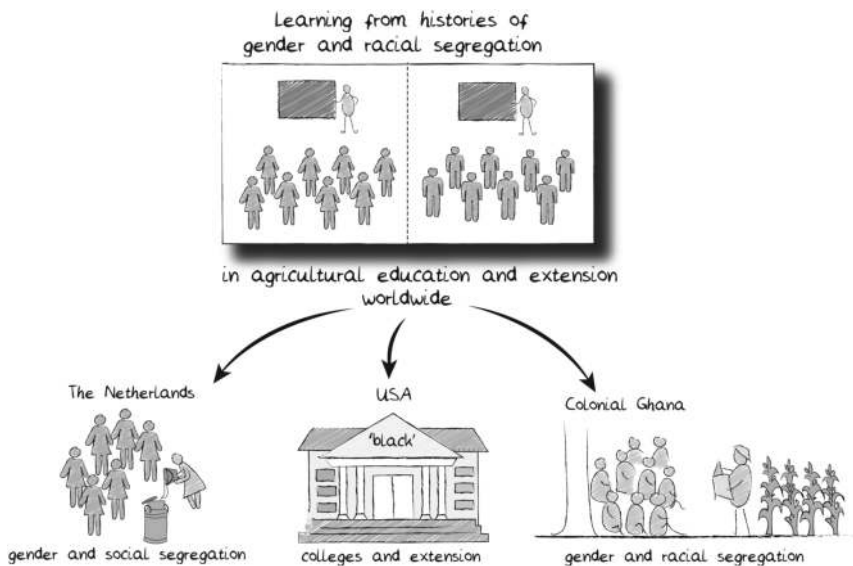 Learning from histories of
gender and racial segregation
in agricultural education and extension
worldwide
The Netherlands
gender and social segregation
USA
'black'
colleges and extension
Colonial Ghana
gender and racial segregation